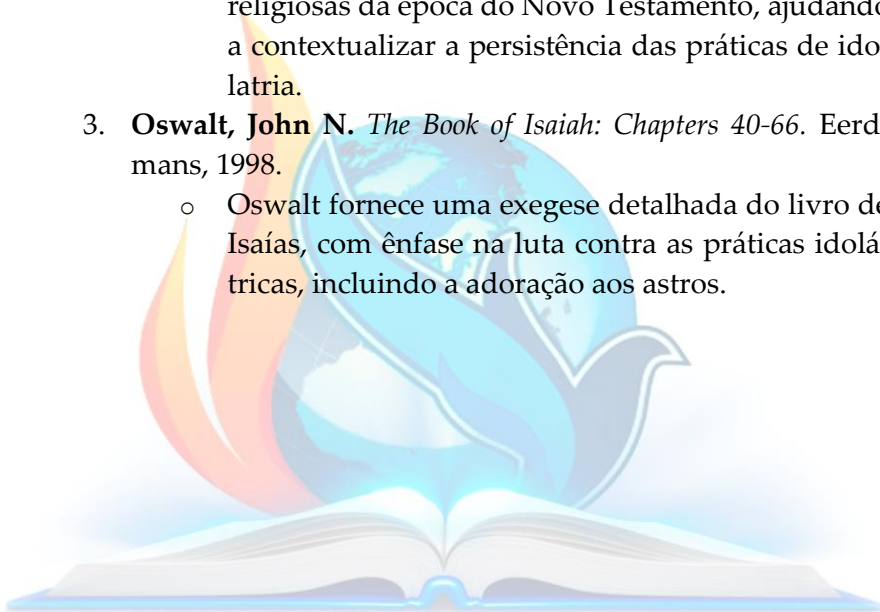 religiosas da época do Novo Testamento, ajudando
a contextualizar a persistência das práticas de ido
latria.
3. Oswalt, John N. The Book of Isaiah: Chapters 40-66. Eerd
mans, 1998.
o Oswalt fornece uma exegese detalhada do livro de
Isaías, com ênfase na luta contra as práticas idolá
tricas, incluindo a adoração aos astros.